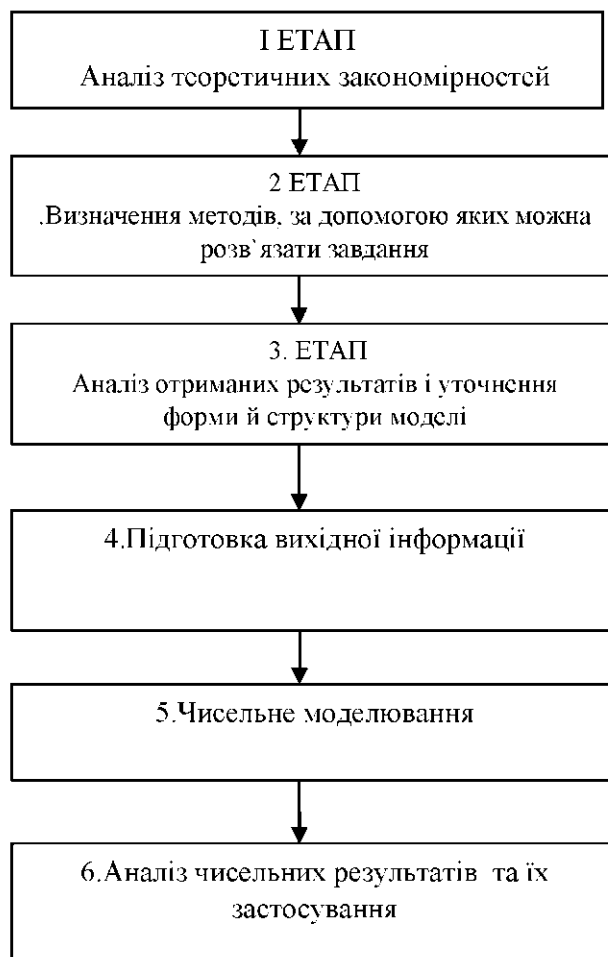 І ЕТАП
Аналіз теоретичних закономірностей
2 ЕТАП
.Визначення методів, за допомогою яких можна
розв`язати завдання
3. ЕТАП
Аналіз отриманих результатів і уточнення
форми й структури моделі
4.Підготовка вихідної інформації
5.Чисельне моделювання
6.Аналіз чисельних результатів та їх
застосування